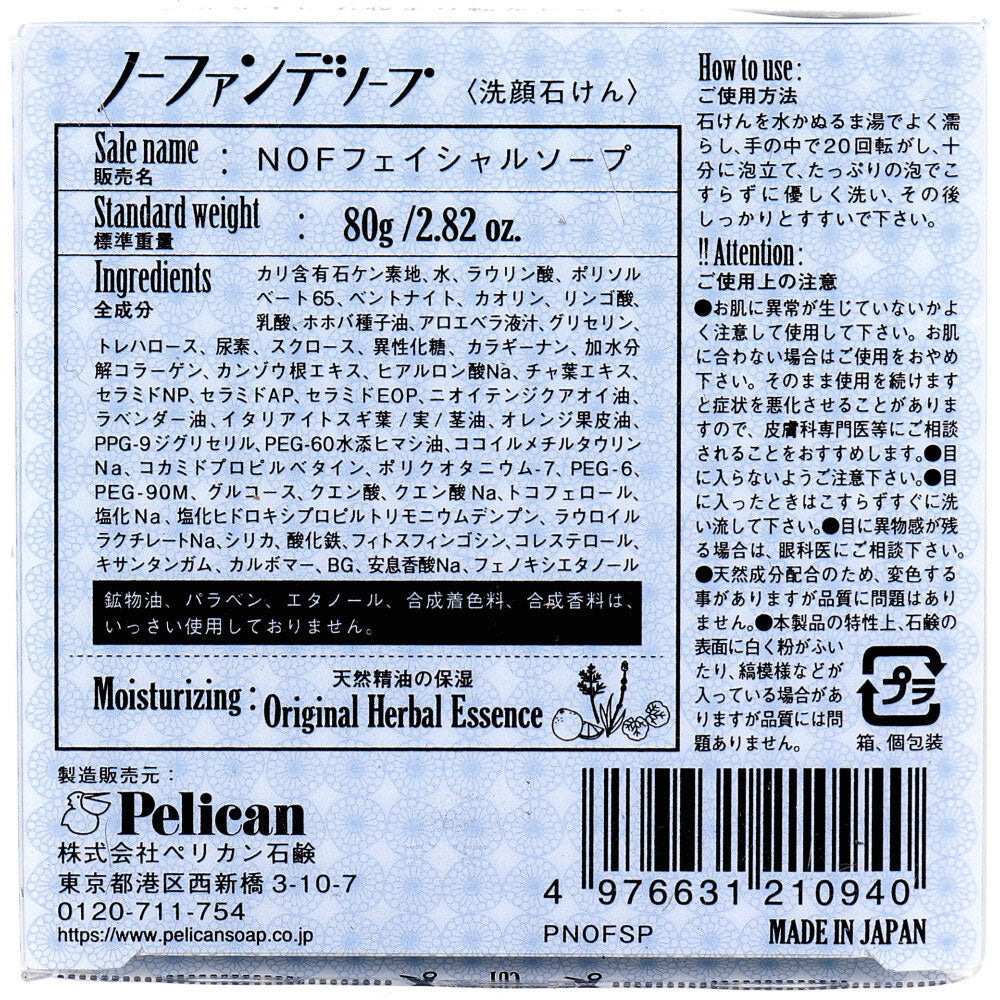 ノーファンデソープ 〈洗顔石けん〉
Sale name
販売名
: NOFフェイシャルソープ
Standard weight
標準重量
: 80g /2.82 oz.
Ingredients
全成分
カリ含有石ケン素地、水、ラウリン酸、ポリソル
ベート65、ベントナイト、カオリン、リンゴ酸、
乳酸、ホホバ種子油、アロエベラ液汁、グリセリン、
トレハロース、尿素、スクロース、異性化糖、カラギーナン、加水分
解コラーゲン、カンゾウ根エキス、ヒアルロン酸Na、チャ葉エキス、
セラミドNP、セラミドAP、セラミドEOP、ニオイテンジクアオイ油、
ラベンダー油、イタリアイトスギ葉/実/茎油、オレンジ果皮油、
PPG-9ジグリセリル、PEG-60水添ヒマシ油、ココイルメチルタウリン
Na、コカミドプロピルベタイン、ポリクオタニウム-7、PEG-6、
PEG-90M、グルコース、クエン酸、クエン酸Na、トコフェロール、
塩化Na、塩化ヒドロキシプロピルトリモニウムデンプン、ラウロイル
ラクチレートNa、シリカ、酸化鉄、フィトスフィンゴシン、コレステロール、
キサンタンガム、カルボマー、BG、安息香酸Na、フェノキシエタノール
鉱物油、パラベン、エタノール、合成着色料、合成香料は、
いっさい使用しておりません。
Moisturizing :
天然精油の保湿
Original Herbal Essence
How to use :
ご使用方法
石けんを水かぬるま湯でよく濡
らし、手の中で20回転がし、十
分に泡立て、たっぷりの泡でこ
すらずに優しく洗い、その後
しっかりとすすいで下さい。
!! Attention :
ご使用上の注意
●お肌に異常が生じていないかよ
く注意して使用して下さい。お肌
に合わない場合はご使用をおやめ
下さい。そのまま使用を続けます
と症状を悪化させることがありま
すので、皮膚科専門医等にご相談
されることをおすすめします。●目
に入らないようご注意下さい。●目
に入ったときはこすらずすぐに洗
い流して下さい。●目に異物感が残
る場合は、眼科医にご相談下さい。
●天然成分配合のため、変色する
事がありますが品質に問題はあり
ません。●本製品の特性上、石鹸の
表面に白く粉がふい
たり、縞模様などが
入っている場合があ
りますが品質には問
題ありません。
プラ
箱、個包装
製造販売元:
Pelican
株式会社ペリカン石鹸
東京都港区西新橋 3-10-7
0120-711-754
https://www.pelicansoap.co.jp
4 976631 210940
PNOFSP MADE IN JAPAN